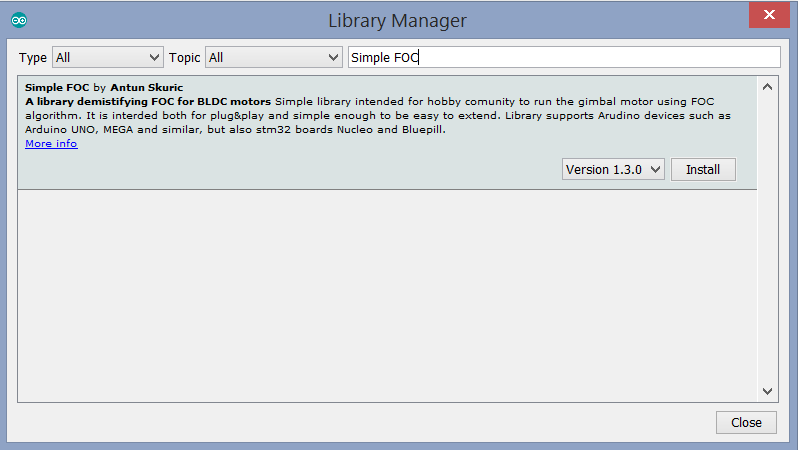 Library Manager
Type All Topic All Simple FOC
Simple FOC by Antun Skuric
A library demistifying FOC for BLDC motors Simple library intended for hobby comunity to run the gimbal motor using FOC
algorithm. It is interded both for plug&play and simple enough to be easy to extend. Library supports Arudino devices such as
Arduino UNO, MEGA and similar, but also stm32 boards Nucleo and Bluepill.
More info
Version 1.3.0 Install
Close